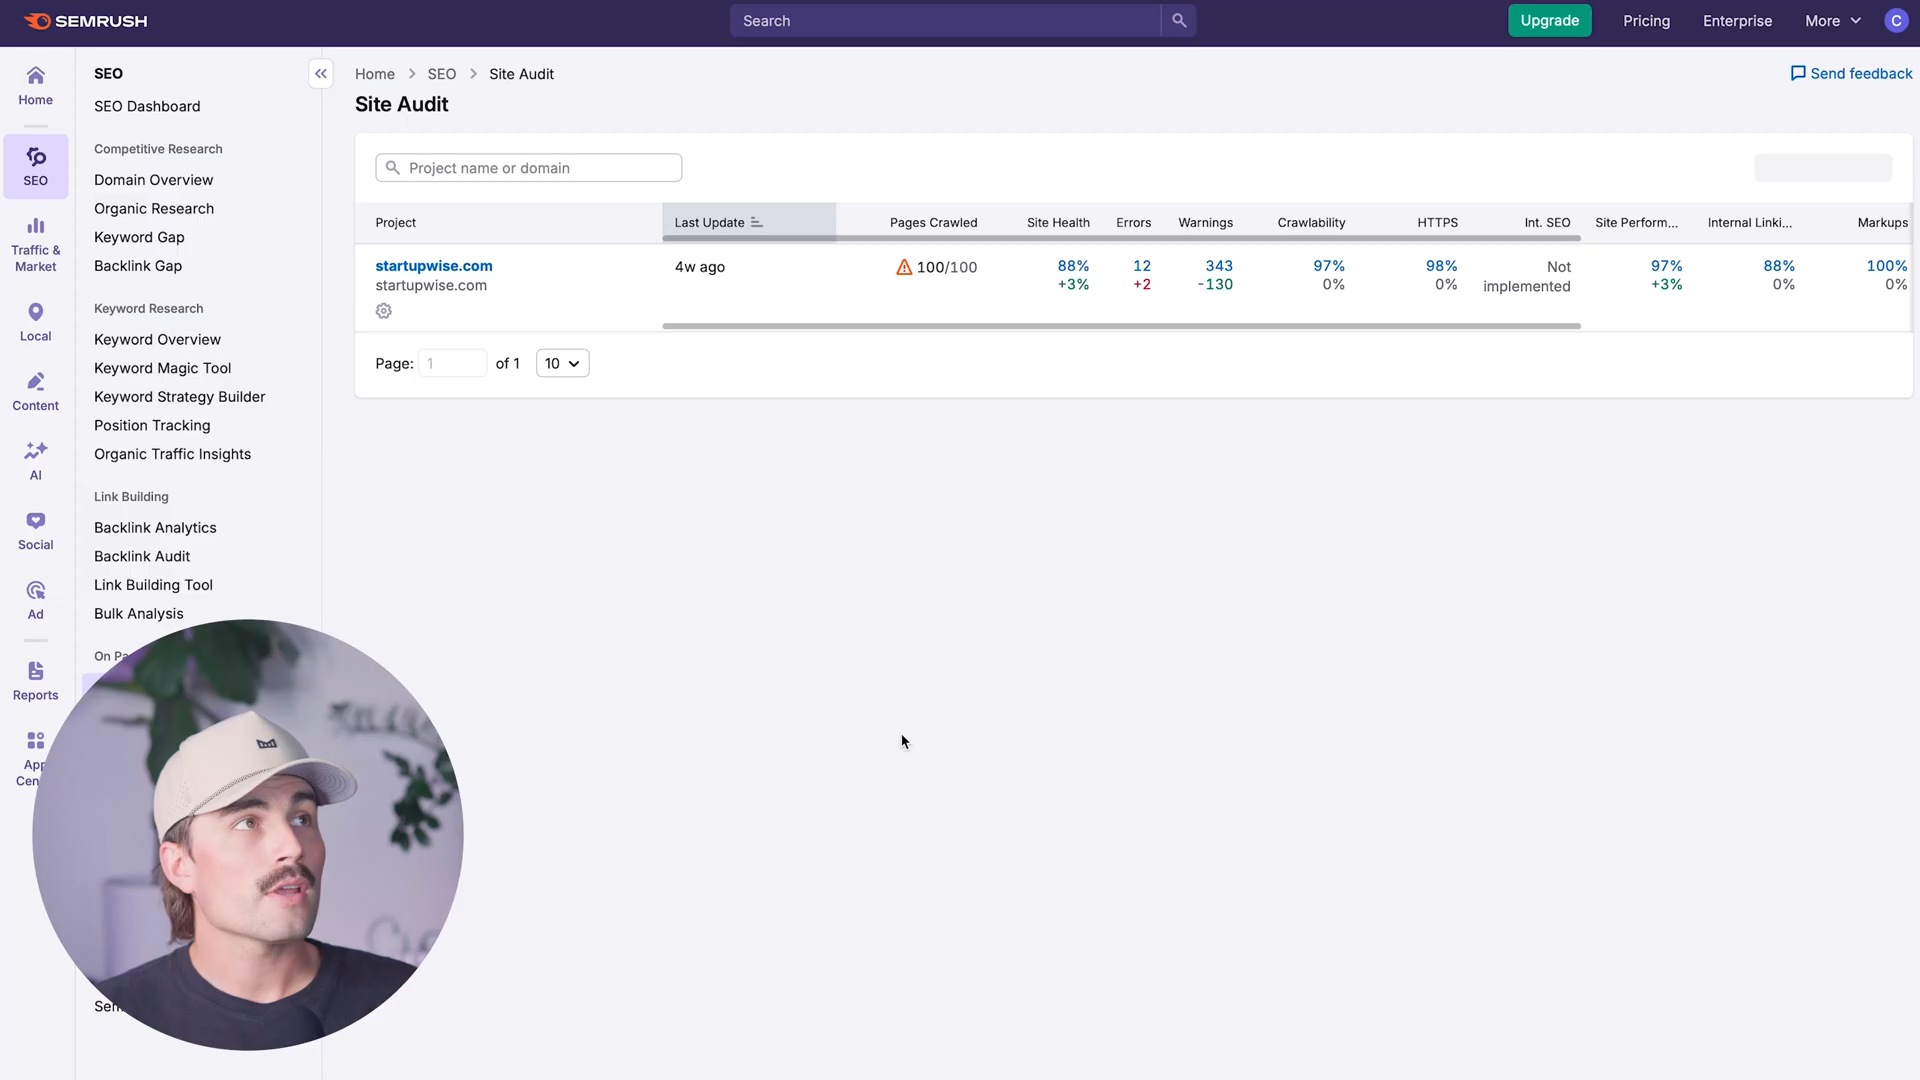 SEMRUSH
Search
Upgrade
Pricing
Enterprise
More
C
Home
SEO
Traffic &
Market
Local
Content
AI
Social
Ad
Reports
App
SEO
SEO Dashboard
Competitive Research
Domain Overview
Organic Research
Keyword Gap
Backlink Gap
Keyword Research
Keyword Overview
Keyword Magic Tool
Keyword Strategy Builder
Position Tracking
Organic Traffic Insights
Link Building
Backlink Analytics
Backlink Audit
Link Building Tool
Bulk Analysis
On
Home > SEO > Site Audit
Send feedback
Site Audit
Project name or domain
Project Last Update Pages Crawled Site Health Errors Warnings Crawlability HTTPS Int. SEO Site Perform... Internal Linki... Markups
startupwise.com 4w ago 100/100 88% 12 343 97% 98% Not 97% 88% 100%
startupwise.com +3% +2 -130 0% 0% implemented +3% 0% 0%
Page: 1 of 1 10